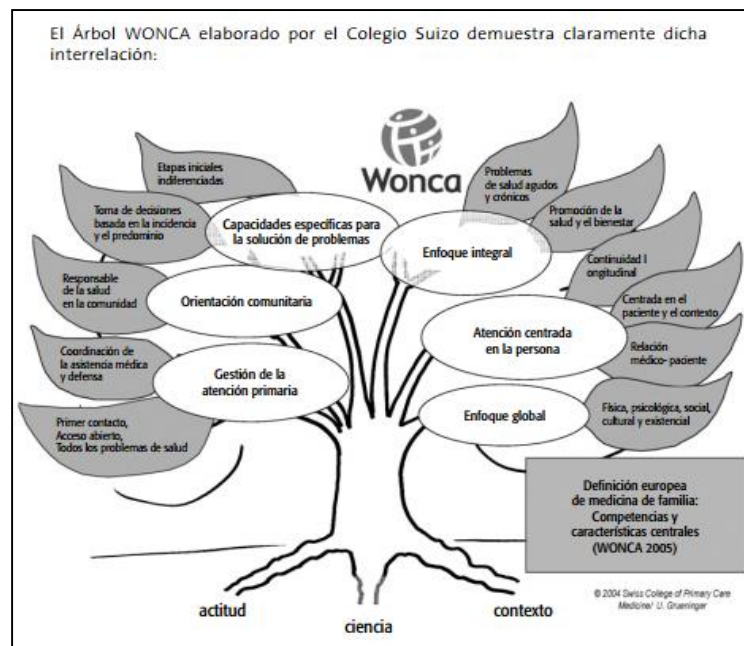 El Árbol WONCA elaborado por el Colegio Suizo demuestra claramente dicha
interrelación:
Wonca
Etapas iniciales
indiferenciadas
Toma de decisiones
basada en la incidencia
y el predominio
Responsable
de la salud
en la comunidad
Coordinación de
la asistencia médica
y defensa
Primer contacto,
Acceso abierto,
Todos los problemas de salud
Capacidades específicas para
la solución de problemas
Orientación comunitaria
Gestión de la
atención primaria
Enfoque integral
Atención centrada
en la persona
Enfoque global
Problemas
de salud agudos
y crónicos
Promoción de la
salud y el bienestar
Continuidad l
ongitudinal
Centrada en el
paciente y el contexto
Relación
médico- paciente
Física, psicológica, social,
cultural y existencial
Definición europea
de medicina de familia:
Competencias y
características centrales
(WONCA 2005)
© 2004 Swiss College of Primary Care
Medicine/ U. Grueninger
actitud
ciencia
contexto